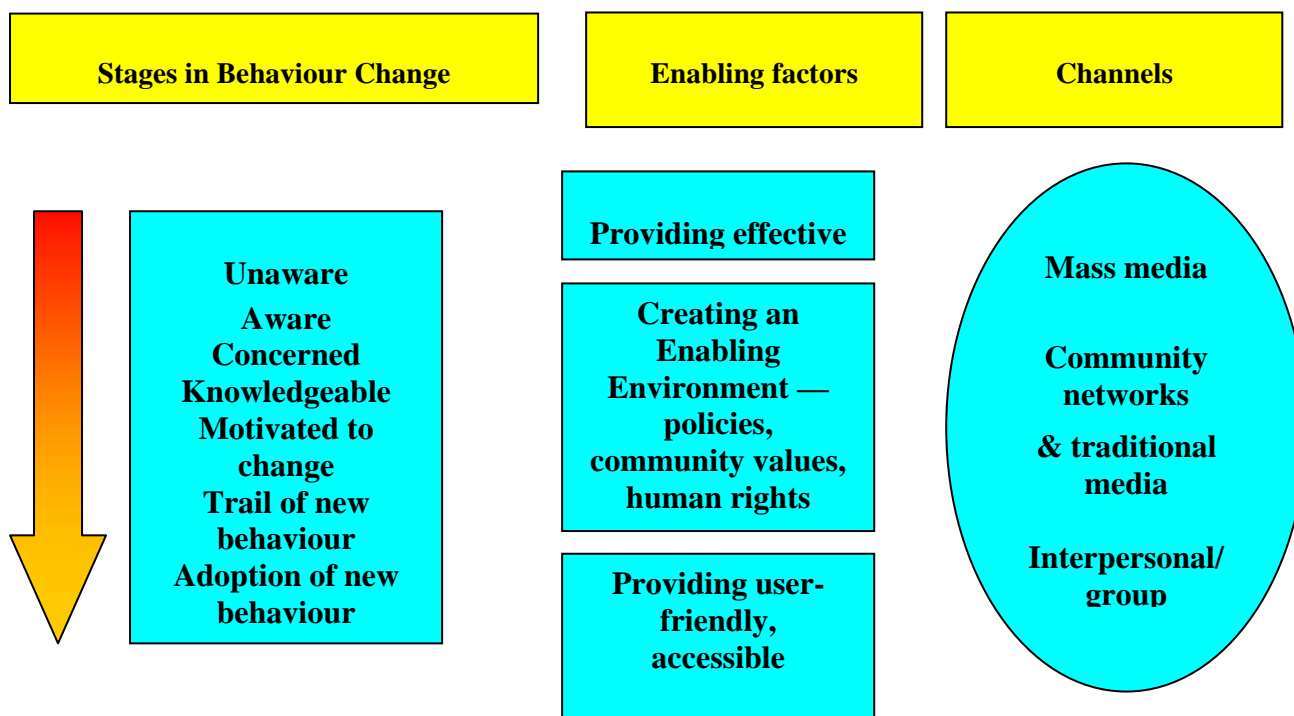 Stages in Behaviour Change
Enabling factors
Channels
Unaware
Aware
Concerned
Knowledgeable
Motivated to
change
Trail of new
behaviour
Adoption of new
behaviour
Providing effective
Creating an
Enabling
Environment —
policies,
community values,
human rights
Providing user-
friendly,
accessible
Mass media
Community
networks
& traditional
media
Interpersonal/
group